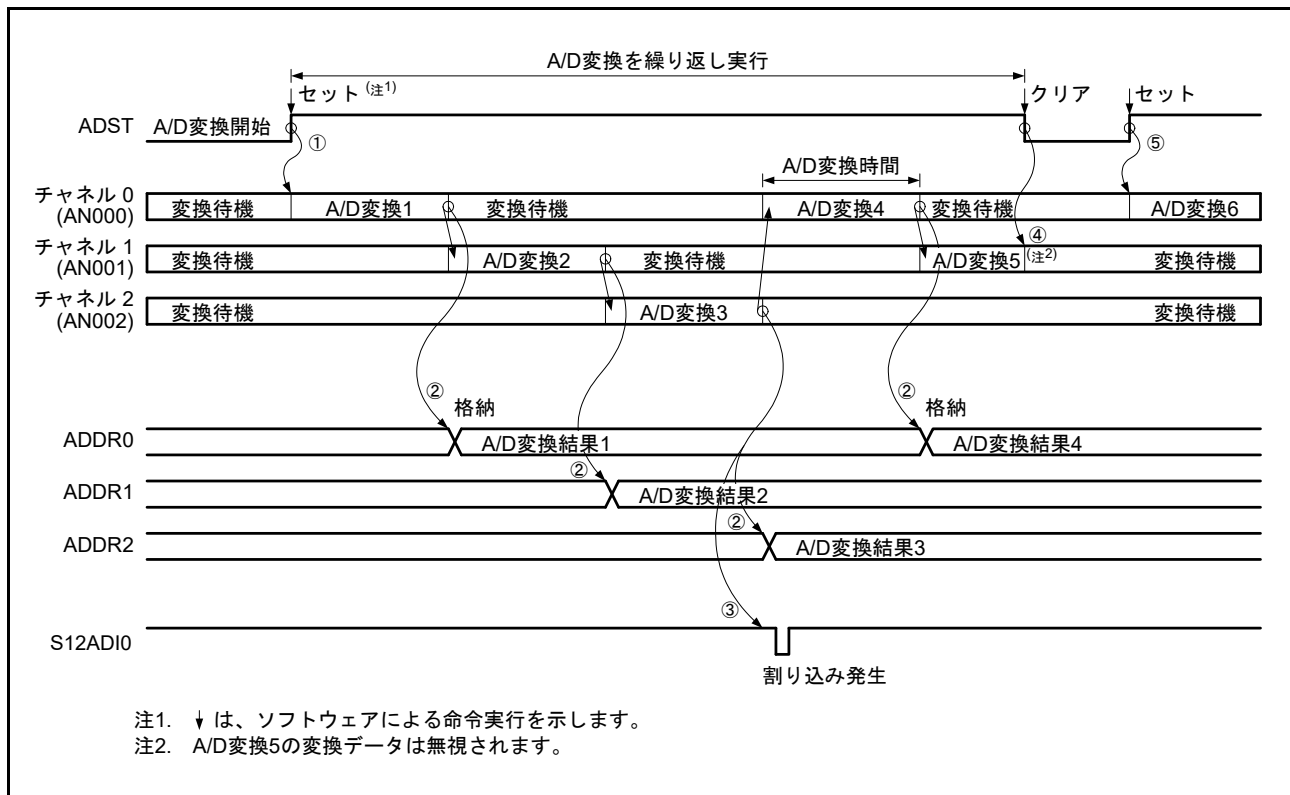 A/D変換を繰り返し実行
セット (注1)
クリア
セット
ADST
A/D変換開始
①
⑤
A/D変換時間
チャネル 0
(AN000)
変換待機
A/D変換1
変換待機
A/D変換4
変換待機
A/D変換6
④
チャネル 1
(AN001)
変換待機
A/D変換2
変換待機
A/D変換5 (注2)
変換待機
チャネル 2
(AN002)
変換待機
A/D変換3
変換待機
②
格納
②
格納
ADDR0
A/D変換結果1
A/D変換結果4
②
ADDR1
A/D変換結果2
②
ADDR2
A/D変換結果3
③
S12ADI0
割り込み発生
注1. は、ソフトウェアによる命令実行を示します。
注2. A/D変換5の変換データは無視されます。